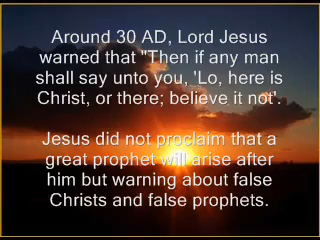 Around 30 AD, Lord Jesus
warned that "Then if any man
shall say unto you, 'Lo, here is
Christ, or there; believe it not'.
Jesus did not proclaim that a
great prophet will arise after
him but warning about false
Christs and false prophets.